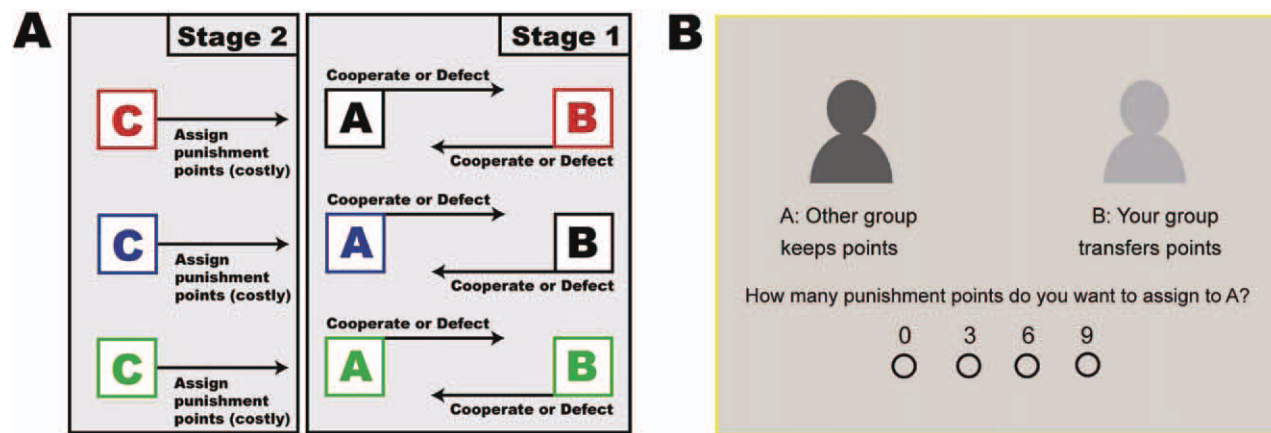 A
Stage 2
Stage 1
Cooperate or Defect
C
A
B
Assign
punishment
points (costly)
Cooperate or Defect
Cooperate or Defect
C
A
B
Assign
punishment
points (costly)
Cooperate or Defect
Cooperate or Defect
C
A
B
Assign
punishment
points (costly)
Cooperate or Defect
B
A: Other group
keeps points
B: Your group
transfers points
How many punishment points do you want to assign to A?
0 3 6 9